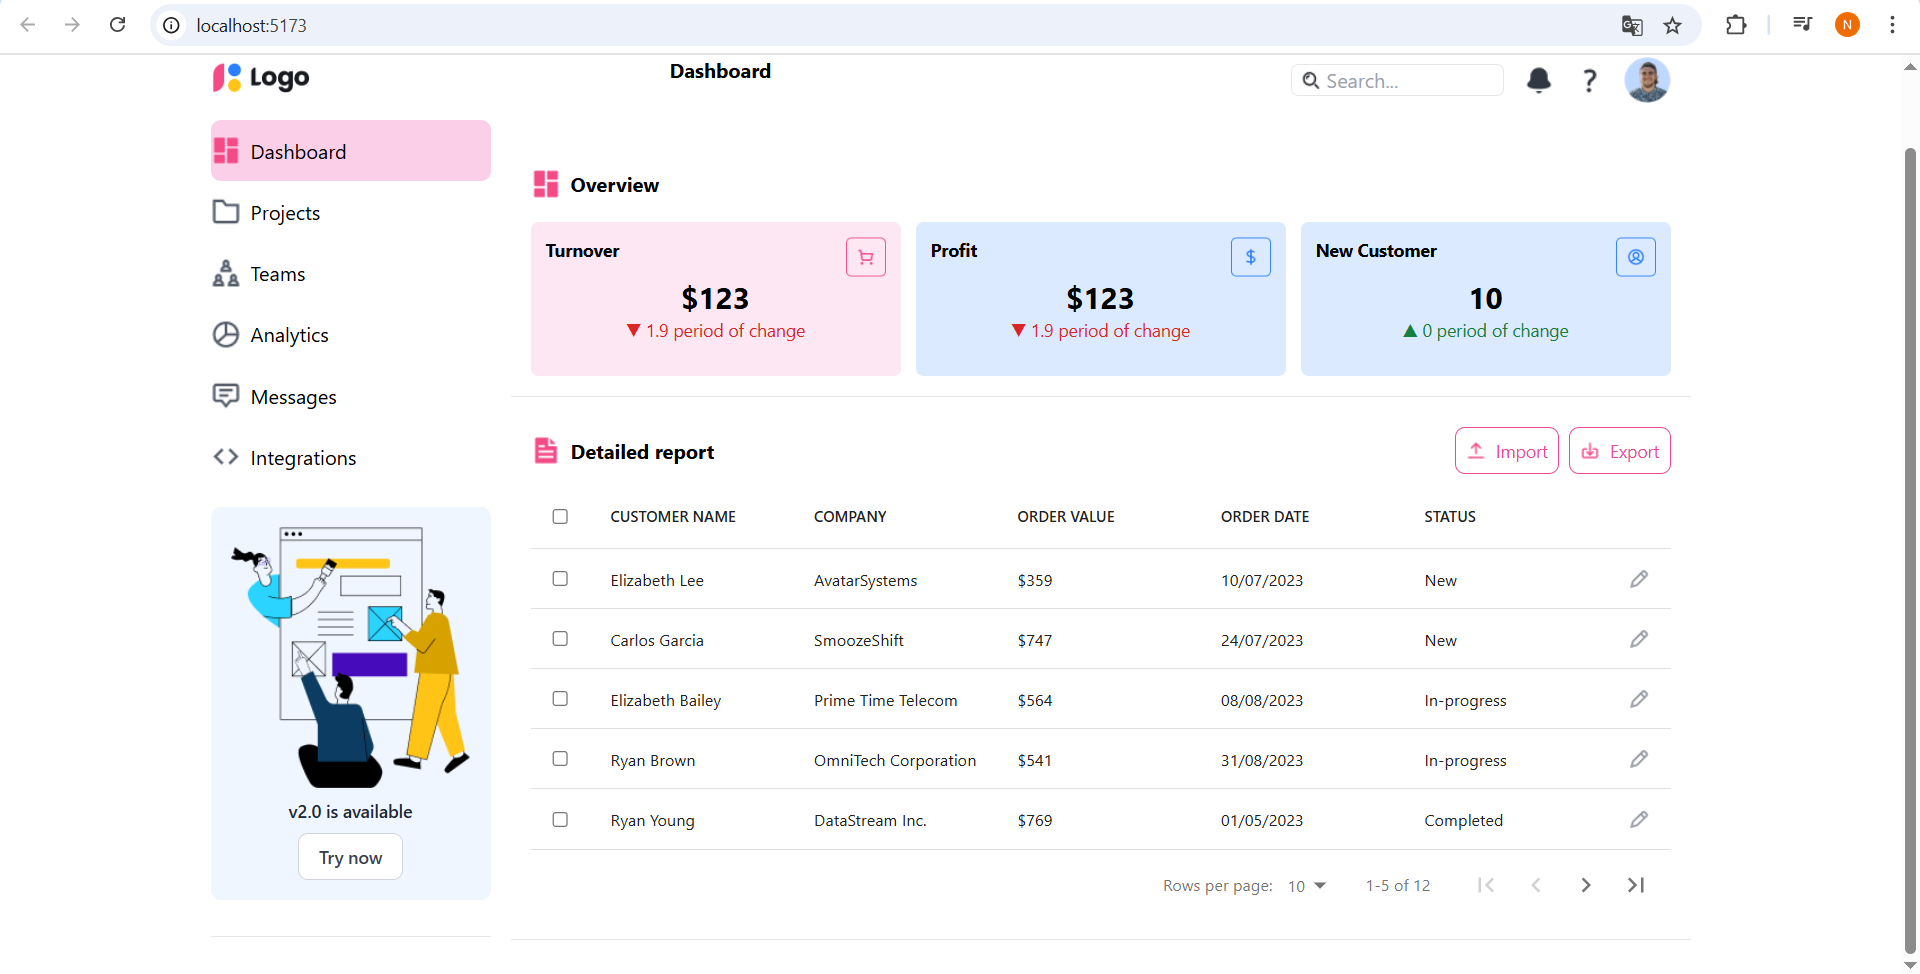 localhost:5173
N
Logo
Dashboard
Search...
?
Dashboard
Projects
Teams
Analytics
Messages
Integrations
v2.0 is available
Try now
Overview
Turnover
$123
▼ 1.9 period of change
Profit
$
$123
▼ 1.9 period of change
New Customer
10
▲ 0 period of change
Detailed report
Import
Export
CUSTOMER NAME COMPANY ORDER VALUE ORDER DATE STATUS
Elizabeth Lee AvatarSystems $359 10/07/2023 New
Carlos Garcia SmoozeShift $747 24/07/2023 New
Elizabeth Bailey Prime Time Telecom $564 08/08/2023 In-progress
Ryan Brown OmniTech Corporation $541 31/08/2023 In-progress
Ryan Young DataStream Inc. $769 01/05/2023 Completed
Rows per page: 10 1-5 of 12